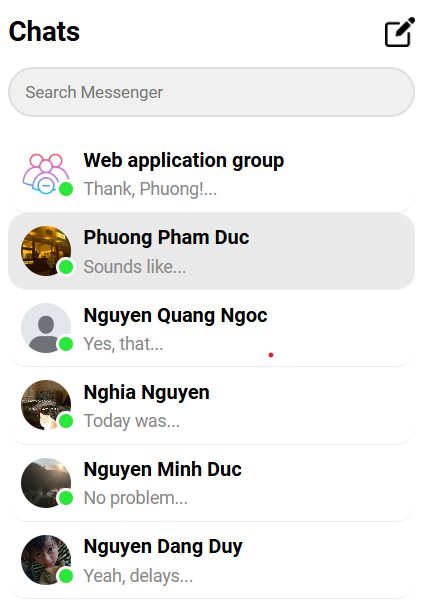 Chats
Search Messenger
Web application group
Thank, Phuong!...
Phuong Pham Duc
Sounds like...
Nguyen Quang Ngoc
Yes, that...
Nghia Nguyen
Today was...
Nguyen Minh Duc
No problem...
Nguyen Dang Duy
Yeah, delays...